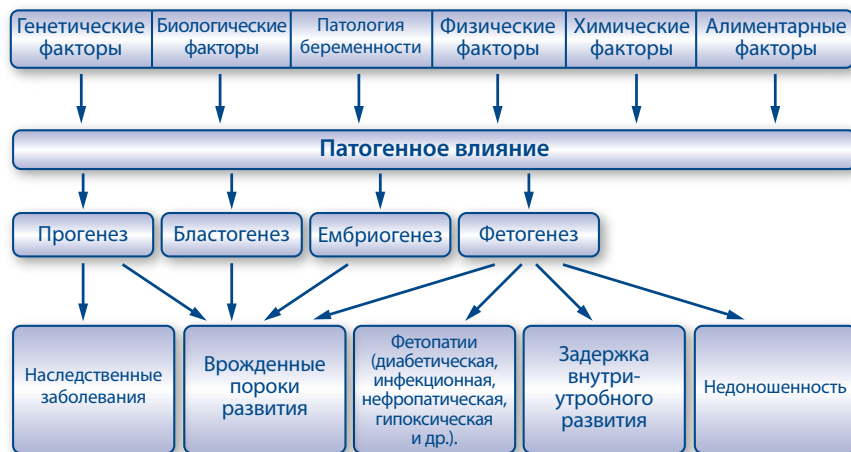 Генетические
факторы
Биологические
факторы
Патология
беременности
Физические
факторы
Химические
факторы
Алиментарные
факторы
Патогенное влияние
Прогенез
Бластогенез
Ембриогенез
Фетогенез
Наследственные
заболевания
Врожденные
пороки
развития
Фетопатии
(диабетическая,
инфекционная,
нефропатическая,
гипоксическая
и др.).
Задержка
внутри-
утробного
развития
Недоношенность